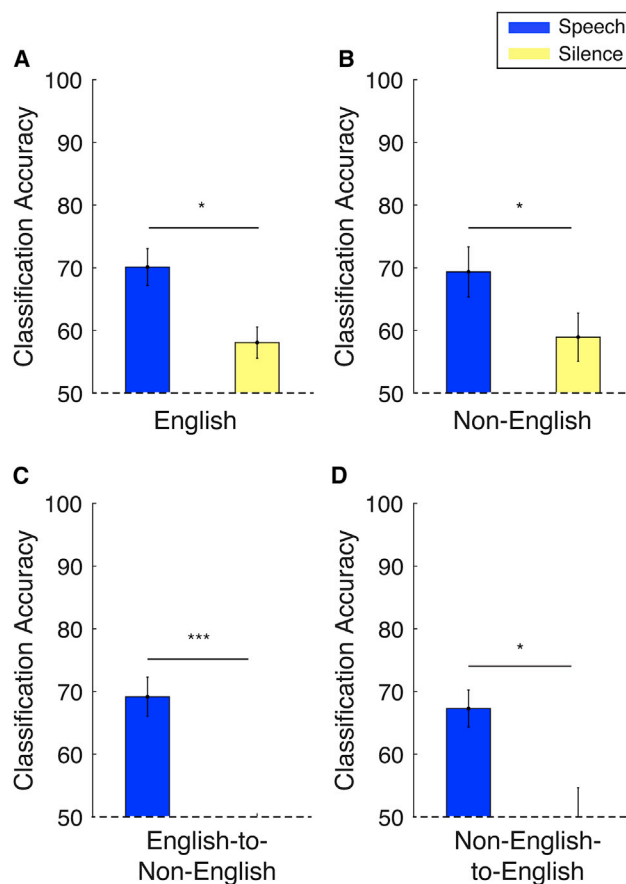 Speech
Silence
A
B
100
90
80
70
60
50
Classification Accuracy
*
English
100
90
80
70
60
50
Classification Accuracy
*
Non-English
C
D
100
90
80
70
60
50
Classification Accuracy
***
English-to-
Non-English
100
90
80
70
60
50
Classification Accuracy
*
Non-English-
to-English